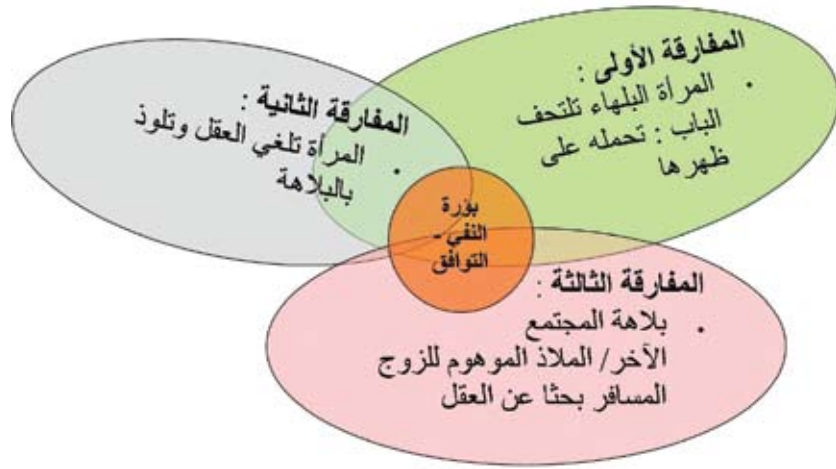 المفارقة الأولى :
• المرأة البلهاء تلتحف
الباب : تحمله على
ظهرها
المفارقة الثانية :
• المرأة تلغي العقل وتلوذ
بالبلاهة
بؤرة
النفي -
التوافق
المفارقة الثالثة :
• بلاهة المجتمع
الآخر/ الملاذ الموهوم للزوج
المسافر بحثا عن العقل